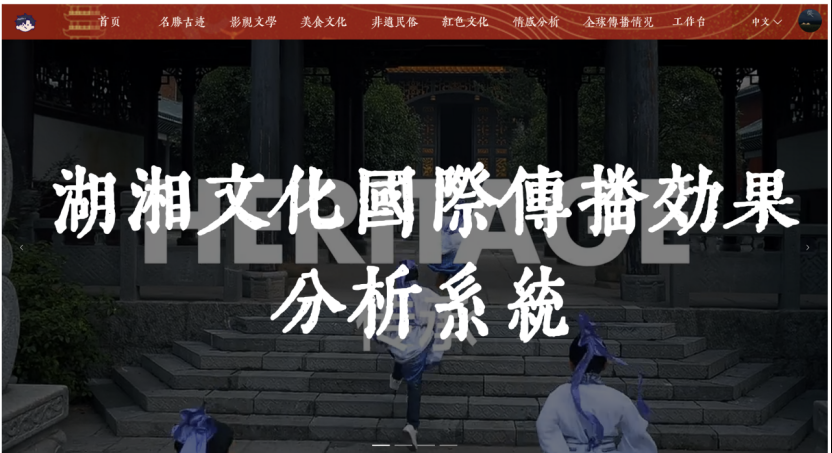 首页 名勝古迹 影視文學 美食文化 非遺民俗 紅色文化 情感分析 全球傳播情况 工作台 中文
HERITAGE
湖湘文化國際傳播効果
分析系統